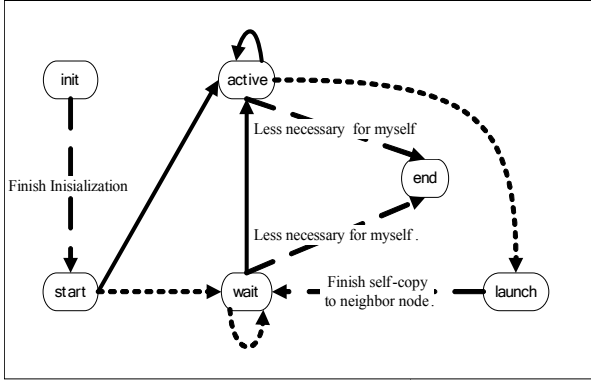 init
active
Less necessary for myself
end
Finish Inisialization
Less necessary for myself .
start
wait
Finish self-copy
to neighbor node .
launch